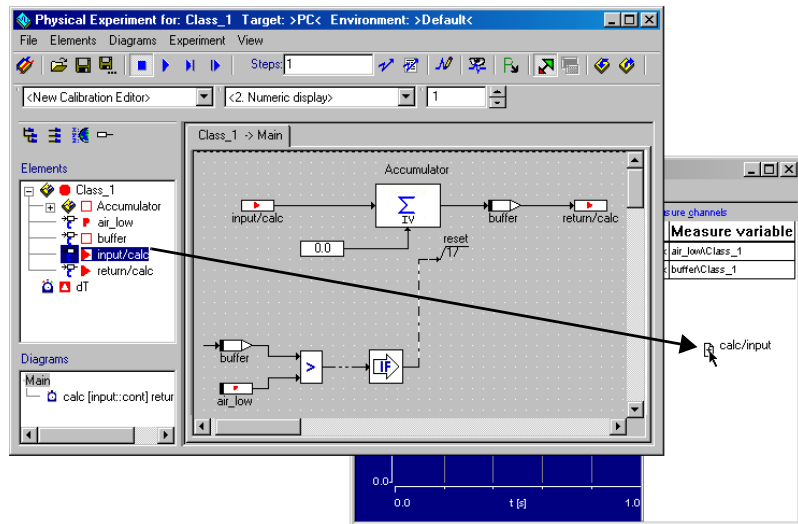 Physical Experiment for: Class_1 Target: >PC< Environment: >Default<
File Elements Diagrams Experiment View
Steps: 1
<New Calibration Editor> <2. Numeric display> 1
Class_1 -> Main
Elements
Class_1
Accumulator
air_low
buffer
input/calc
return/calc
dT
Accumulator
Σ
IV
input/calc
buffer
return/calc
0.0
reset
/17/
buffer
>
IF
air_low
Diagrams
Main
calc [input::cont] retur
channels
Measure variable
air_low\Class_1
buffer\Class_1
calc/input
0.0
0.0 t [s] 1.0